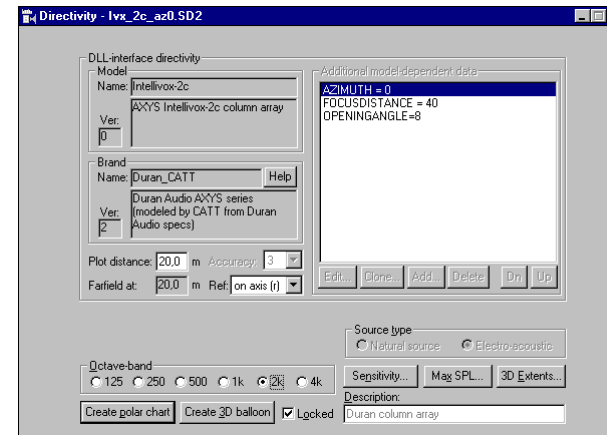 Directivity - Ivx_2c_az0.SD2
DLL-interface directivity
Model
Name: Intellivox-2c
AXYS Intellivox-2c column array
Ver:
0
Brand
Name: Duran_CATT Help
Duran Audio AXYS series
(modeled by CATT from Duran
Audio specs)
Ver:
2
Plot distance: 20,0 m Accuracy: 3
Farfield at: 20,0 m Ref: on axis (r)
Additional model-dependent data
AZIMUTH = 0
FOCUSDISTANCE = 40
OPENINGANGLE=8
Edit... Clone... Add... Delete Dn Up
Source type
Natural source Electro-acoustic
Octave-band
125 250 500 1k 2k 4k
Sensitivity... Max SPL... 3D Extents...
Create polar chart Create 3D balloon Locked
Description:
Duran column array